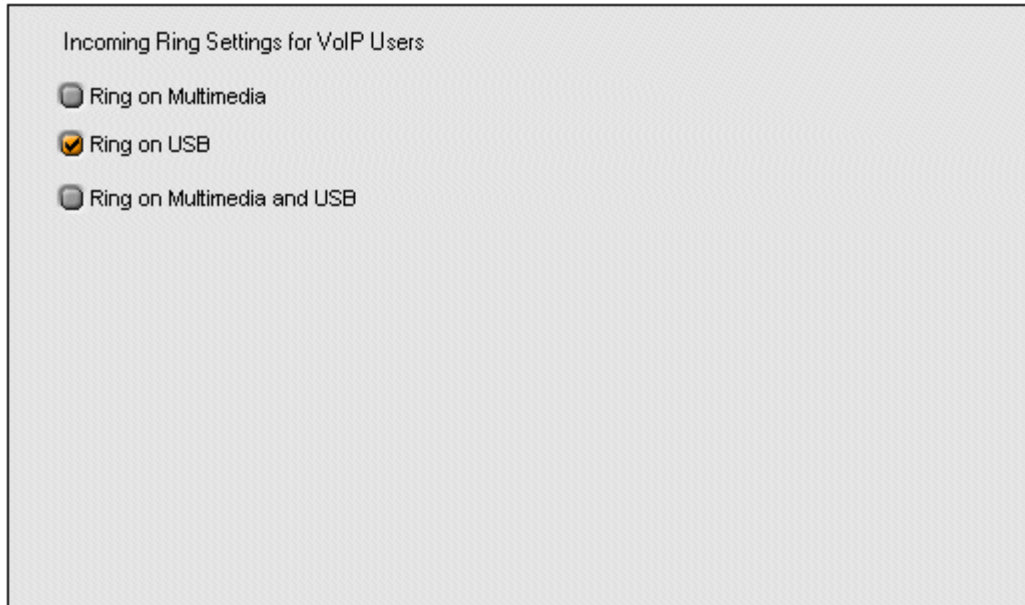 Incoming Ring Settings for VoIP Users
Ring on Multimedia
Ring on USB
Ring on Multimedia and USB